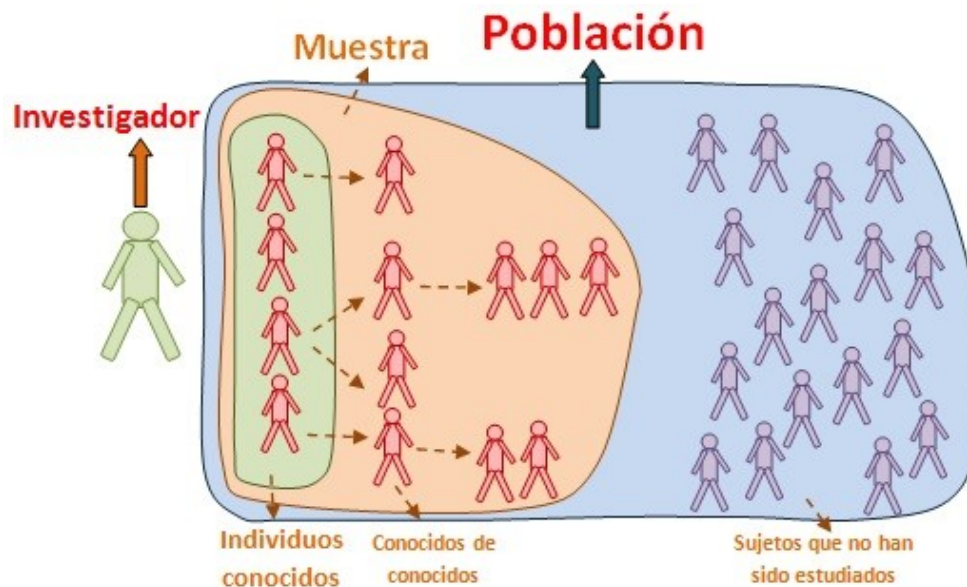 Población
Muestra
Investigador
Individuos
conocidos
Conocidos de
conocidos
Sujetos que no han
sido estudiados